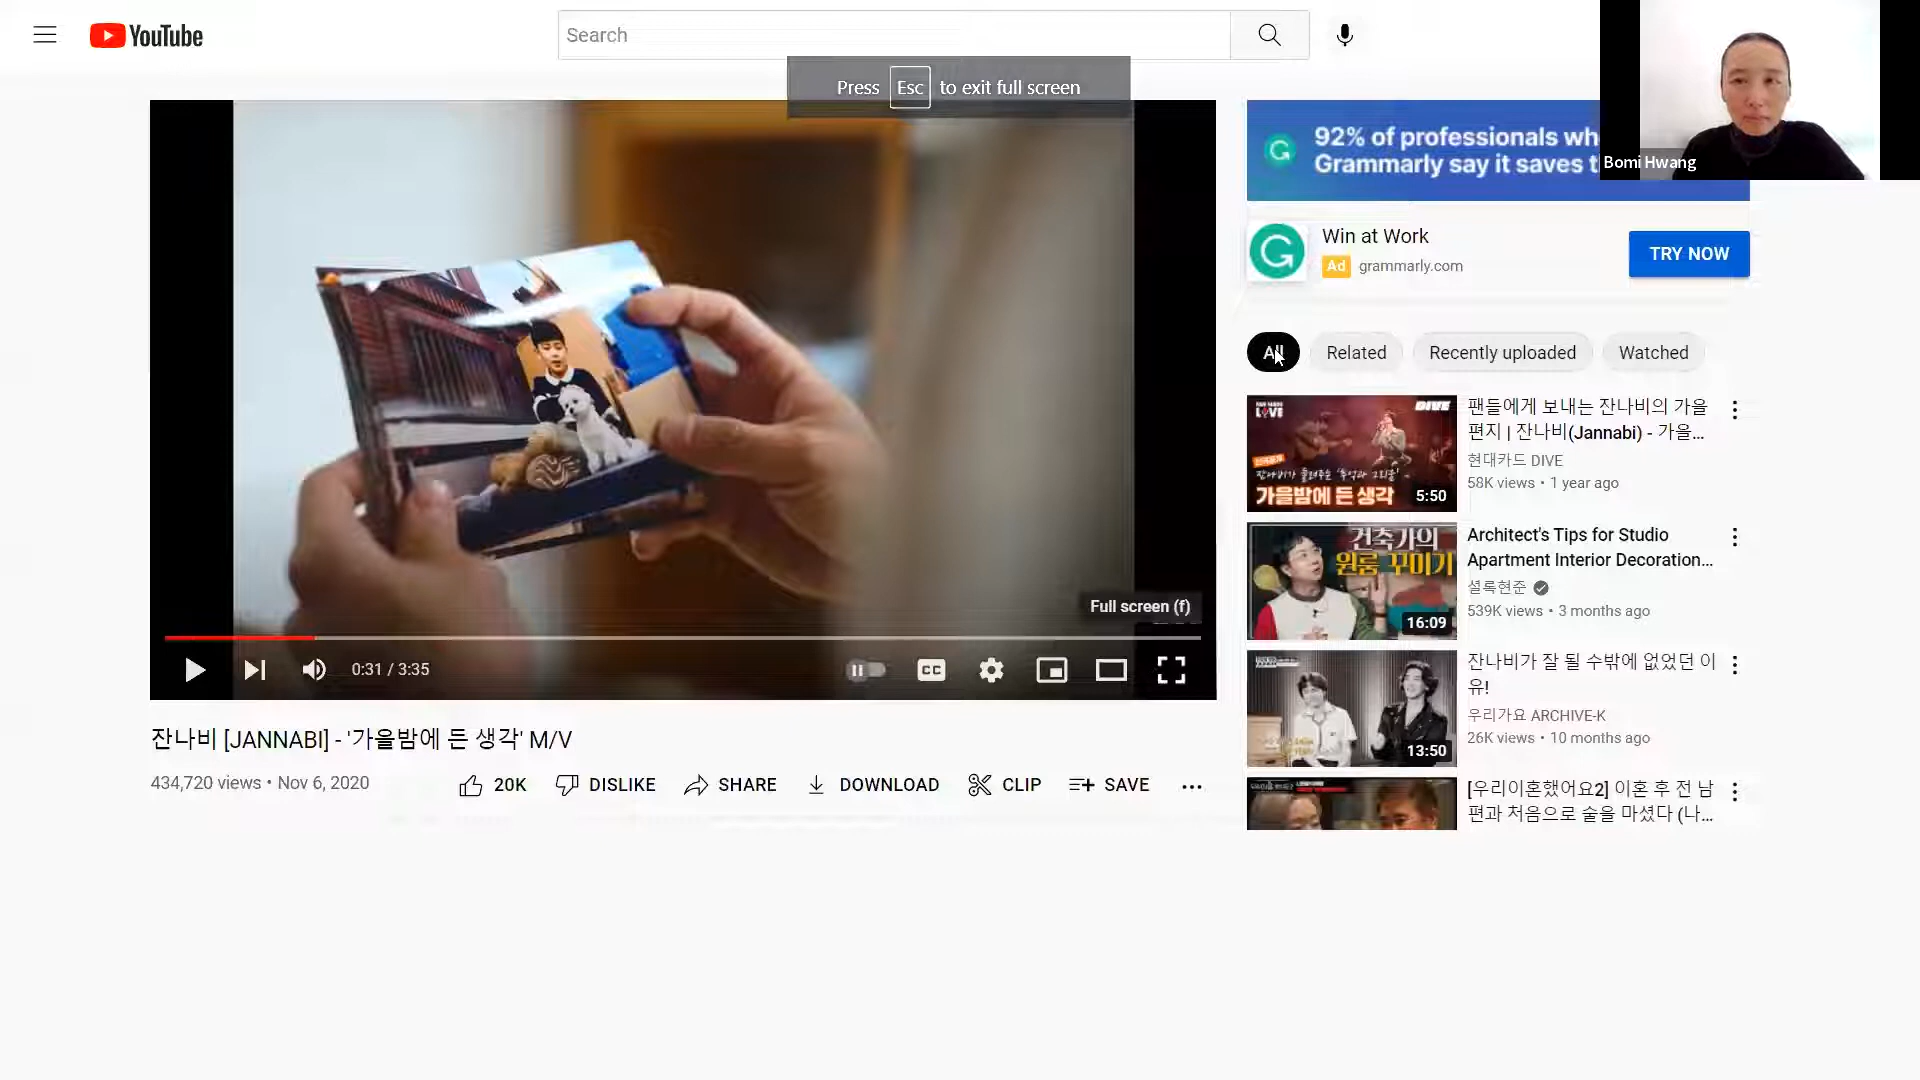 YouTube
Search
Press Esc to exit full screen
92% of professionals wh
Grammarly say it saves t
Bomi Hwang
Win at Work
Ad grammarly.com
TRY NOW
All
Related
Recently uploaded
Watched
Full screen (f)
0:31 / 3:35
CC
잔나비 [JANNABI] - '가을밤에 든 생각' M/V
434,720 views • Nov 6, 2020
20K
DISLIKE
SHARE
DOWNLOAD
CLIP
SAVE
LIVE
DIVE
가을밤에 든 생각
5:50
팬들에게 보내는 잔나비의 가을
편지 | 잔나비(Jannabi) - 가을...
현대카드 DIVE
58K views • 1 year ago
건축가의
원룸 꾸미기
16:09
Architect's Tips for Studio
Apartment Interior Decoration...
셜록현준
539K views • 3 months ago
13:50
잔나비가 잘 될 수밖에 없었던 이
유!
우리가요 ARCHIVE-K
26K views • 10 months ago
[우리이혼했어요2] 이혼 후 전 남
편과 처음으로 술을 마셨다 (나...